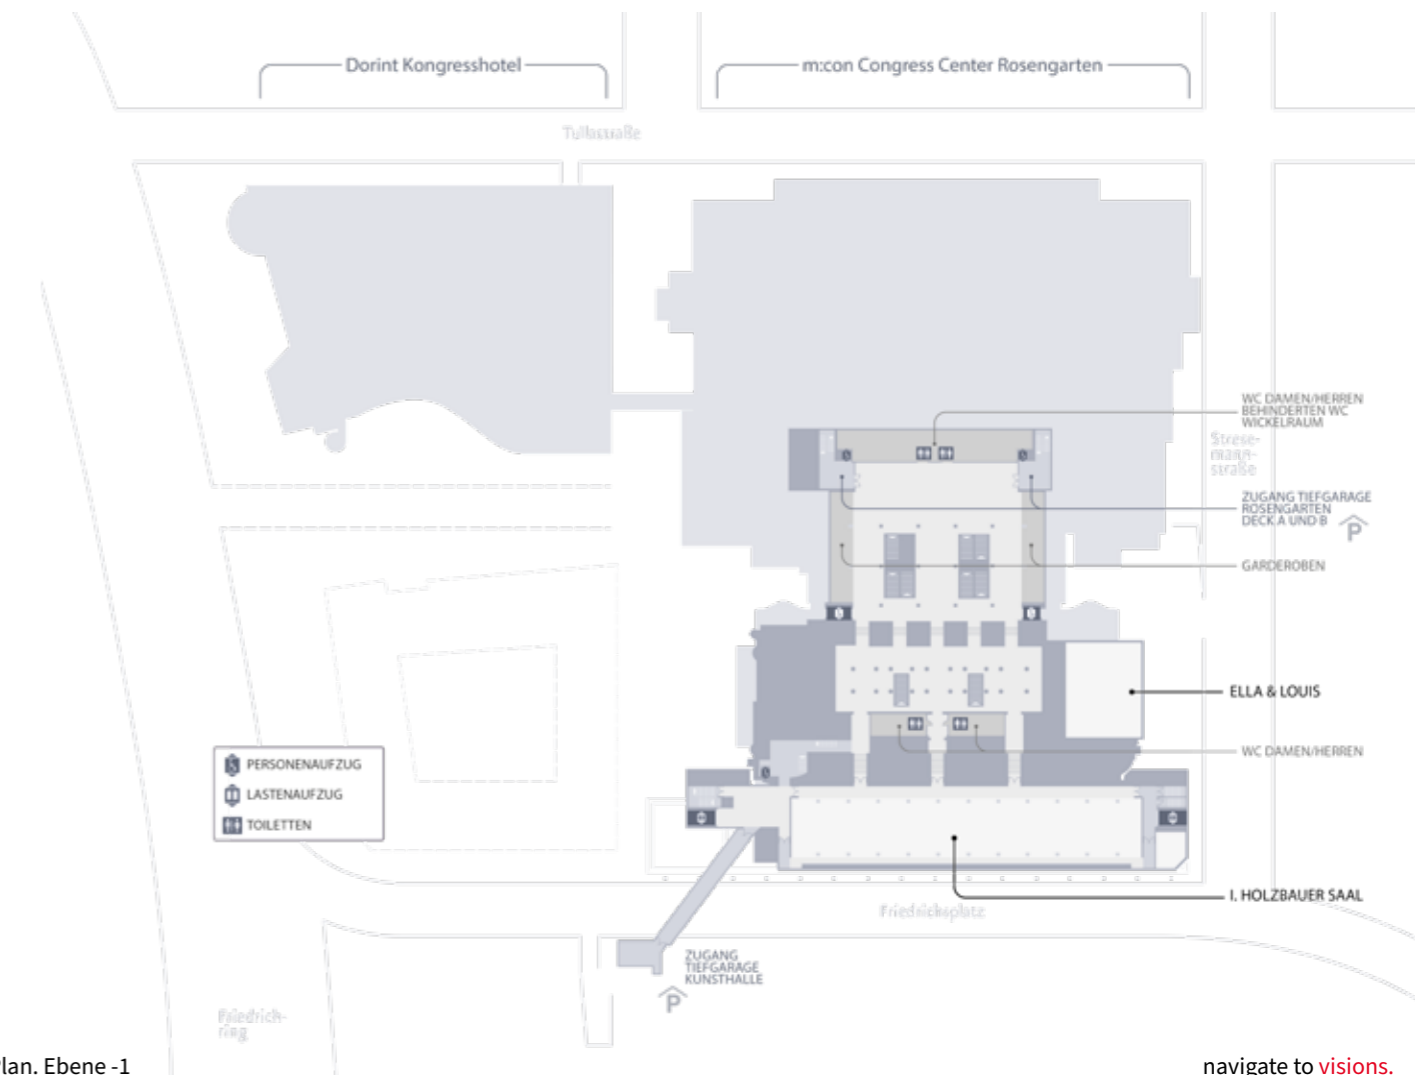 Dorint Kongresshotel
m:con Congress Center Rosengarten
Tullastraße
WC DAMEN/HERREN
BEHINDERTEN WC
WICKELRAUM
Strese-
mann-
straße
ZUGANG TIEFGARAGE
ROSENGARTEN
DECK A UND B
P
GARDEROBEN
ELLA & LOUIS
WC DAMEN/HERREN
PERSONENAUFZUG
LASTENAUFZUG
TOILETTEN
I. HOLZBAUER SAAL
Friedrichsplatz
ZUGANG
TIEFGARAGE
KUNSTHALLE
P
Friedrich-
ring
lan. Ebene -1
navigate to visions.